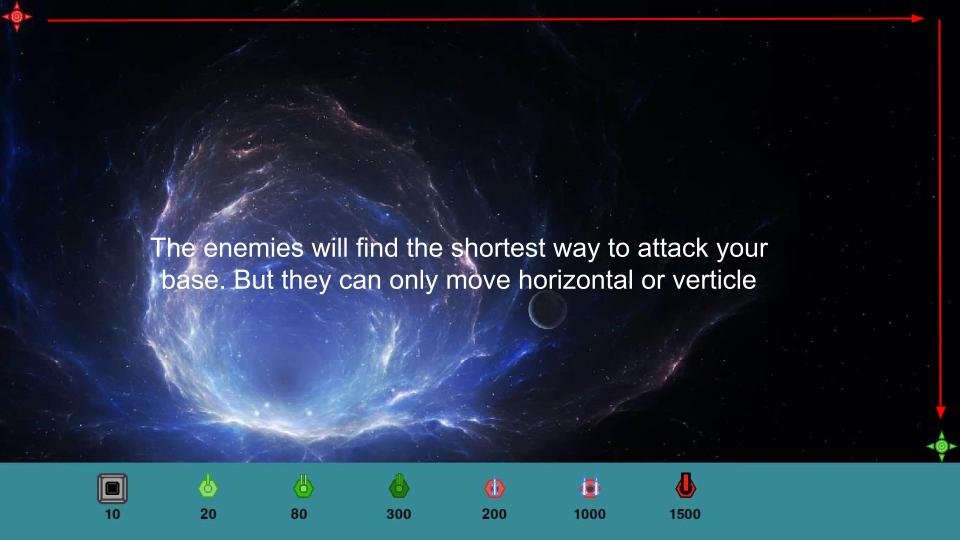 The enemies will find the shortest way to attack your
base. But they can only move horizontal or verticle
10 20 80 300 200 1000 1500